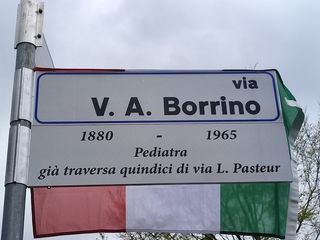 via
V. A. Borrino
1880 - 1965
Pediatra
già traversa quindici di via L. Pasteur